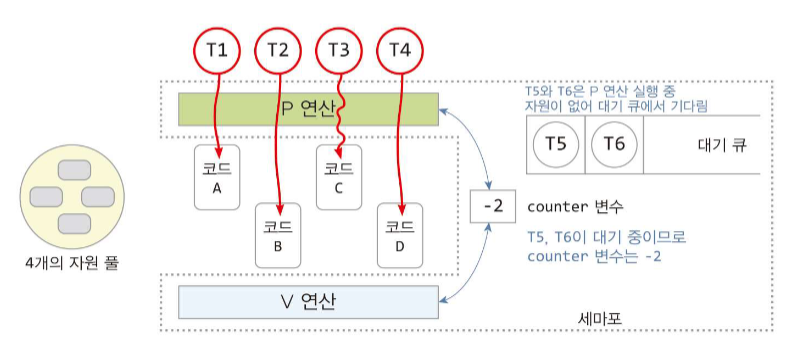 T1
T2
T3
T4
P 연산
T5와 T6은 P 연산 실행 중
자원이 없어 대기 큐에서 기다림
T5
T6
대기 큐
코드
A
코드
C
코드
B
코드
D
-2
counter 변수
T5, T6이 대기 중이므로
counter 변수는 -2
4개의 자원 풀
V 연산
세마포